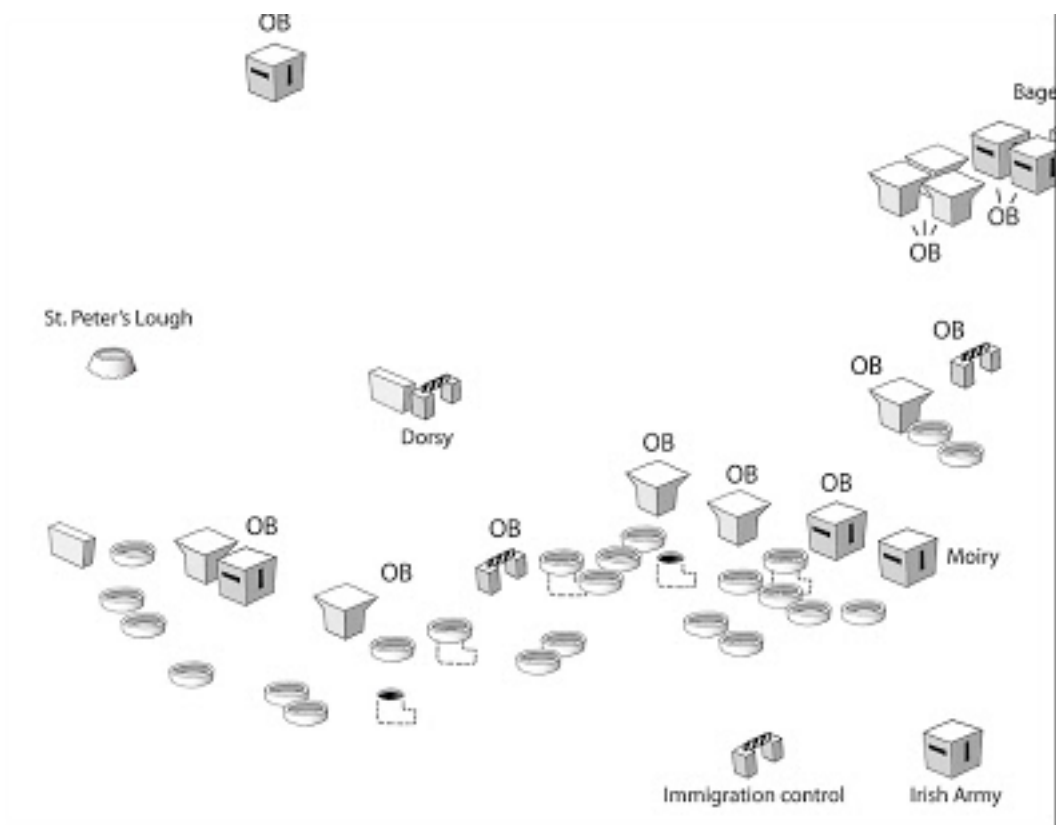 OB
Bage
OB
OB
St. Peter's Lough
OB
OB
Dorsy
OB
OB
OB
OB
OB
OB
Moiry
Immigration control
Irish Army